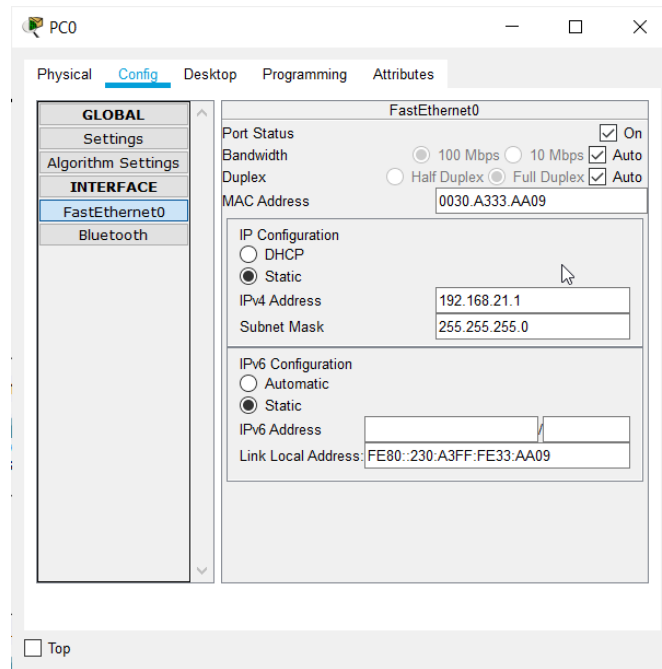 PC0
Physical Config Desktop Programming Attributes
GLOBAL
Settings
Algorithm Settings
INTERFACE
FastEthernet0
Bluetooth
FastEthernet0
Port Status On
Bandwidth 100 Mbps 10 Mbps Auto
Duplex Half Duplex Full Duplex Auto
MAC Address 0030.A333.AA09
IP Configuration
DHCP
Static
IPv4 Address 192.168.21.1
Subnet Mask 255.255.255.0
IPv6 Configuration
Automatic
Static
IPv6 Address /
Link Local Address: FE80::230:A3FF:FE33:AA09
Top